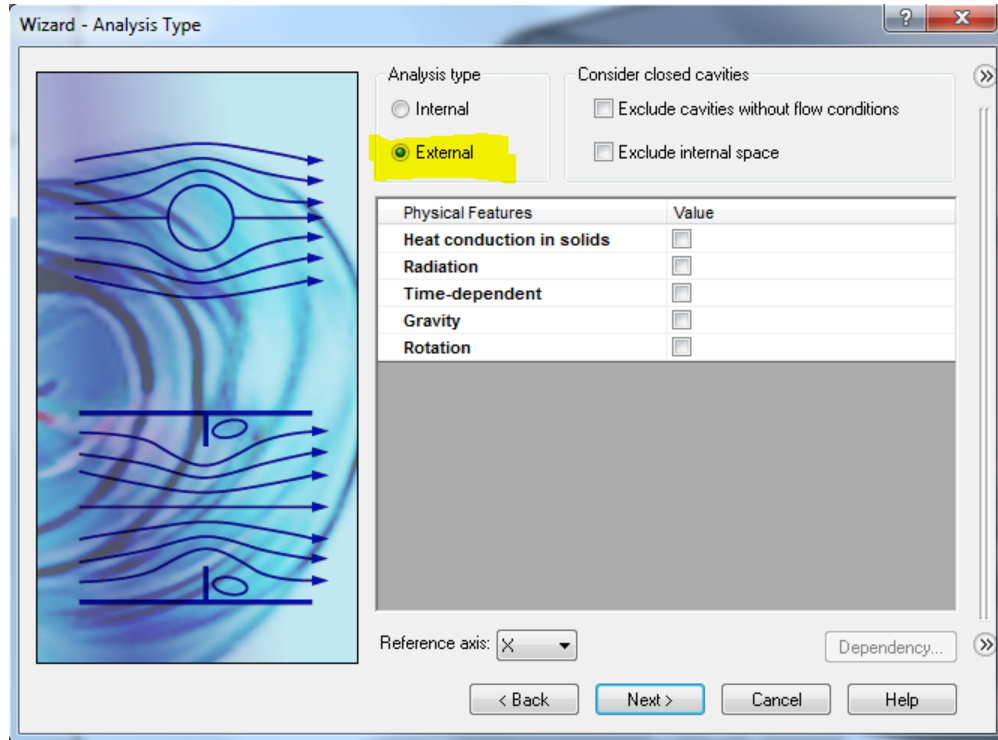 Wizard - Analysis Type
?
X
Analysis type
Consider closed cavities
Internal
Exclude cavities without flow conditions
External
Exclude internal space
Physical Features Value
Heat conduction in solids
Radiation
Time-dependent
Gravity
Rotation
Reference axis: X
Dependency...
< Back
Next >
Cancel
Help